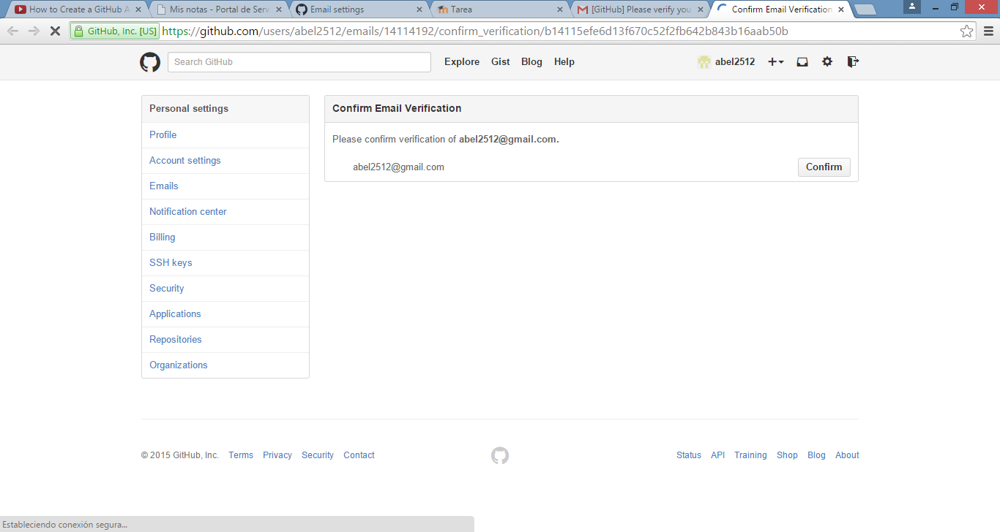 How to Create a GitHub A
Mis notas - Portal de Serv
Email settings
Tarea
[GitHub] Please verify you
Confirm Email Verification
GitHub, Inc. [US]
https://github.com/users/abel2512/emails/14114192/confirm_verification/b14115efe6d13f670c52f2fb642b843b16aab50b
Search GitHub
Explore
Gist
Blog
Help
abel2512
Personal settings
Profile
Account settings
Emails
Notification center
Billing
SSH keys
Security
Applications
Repositories
Organizations
Confirm Email Verification
Please confirm verification of abel2512@gmail.com.
abel2512@gmail.com
Confirm
© 2015 GitHub, Inc. Terms Privacy Security Contact
Status API Training Shop Blog About
Estableciendo conexión segura...